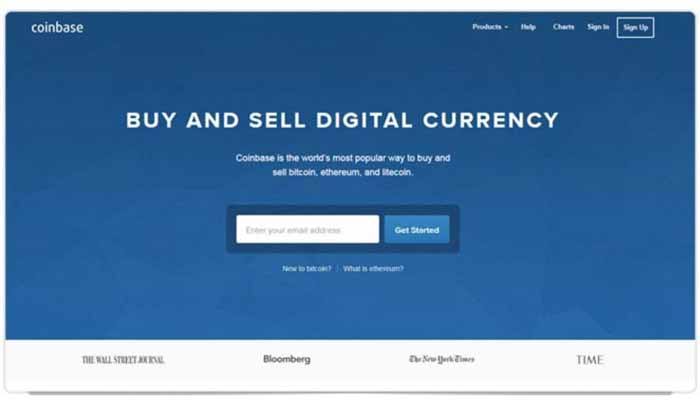 coinbase
Products Help Charts Sign In Sign Up
BUY AND SELL DIGITAL CURRENCY
Coinbase is the world's most popular way to buy and
sell bitcoin, ethereum, and litecoin.
Enter your email address
Get Started
New to bitcoin? | What is ethereum?
THE WALL STREET JOURNAL. Bloomberg The New York Times TIME